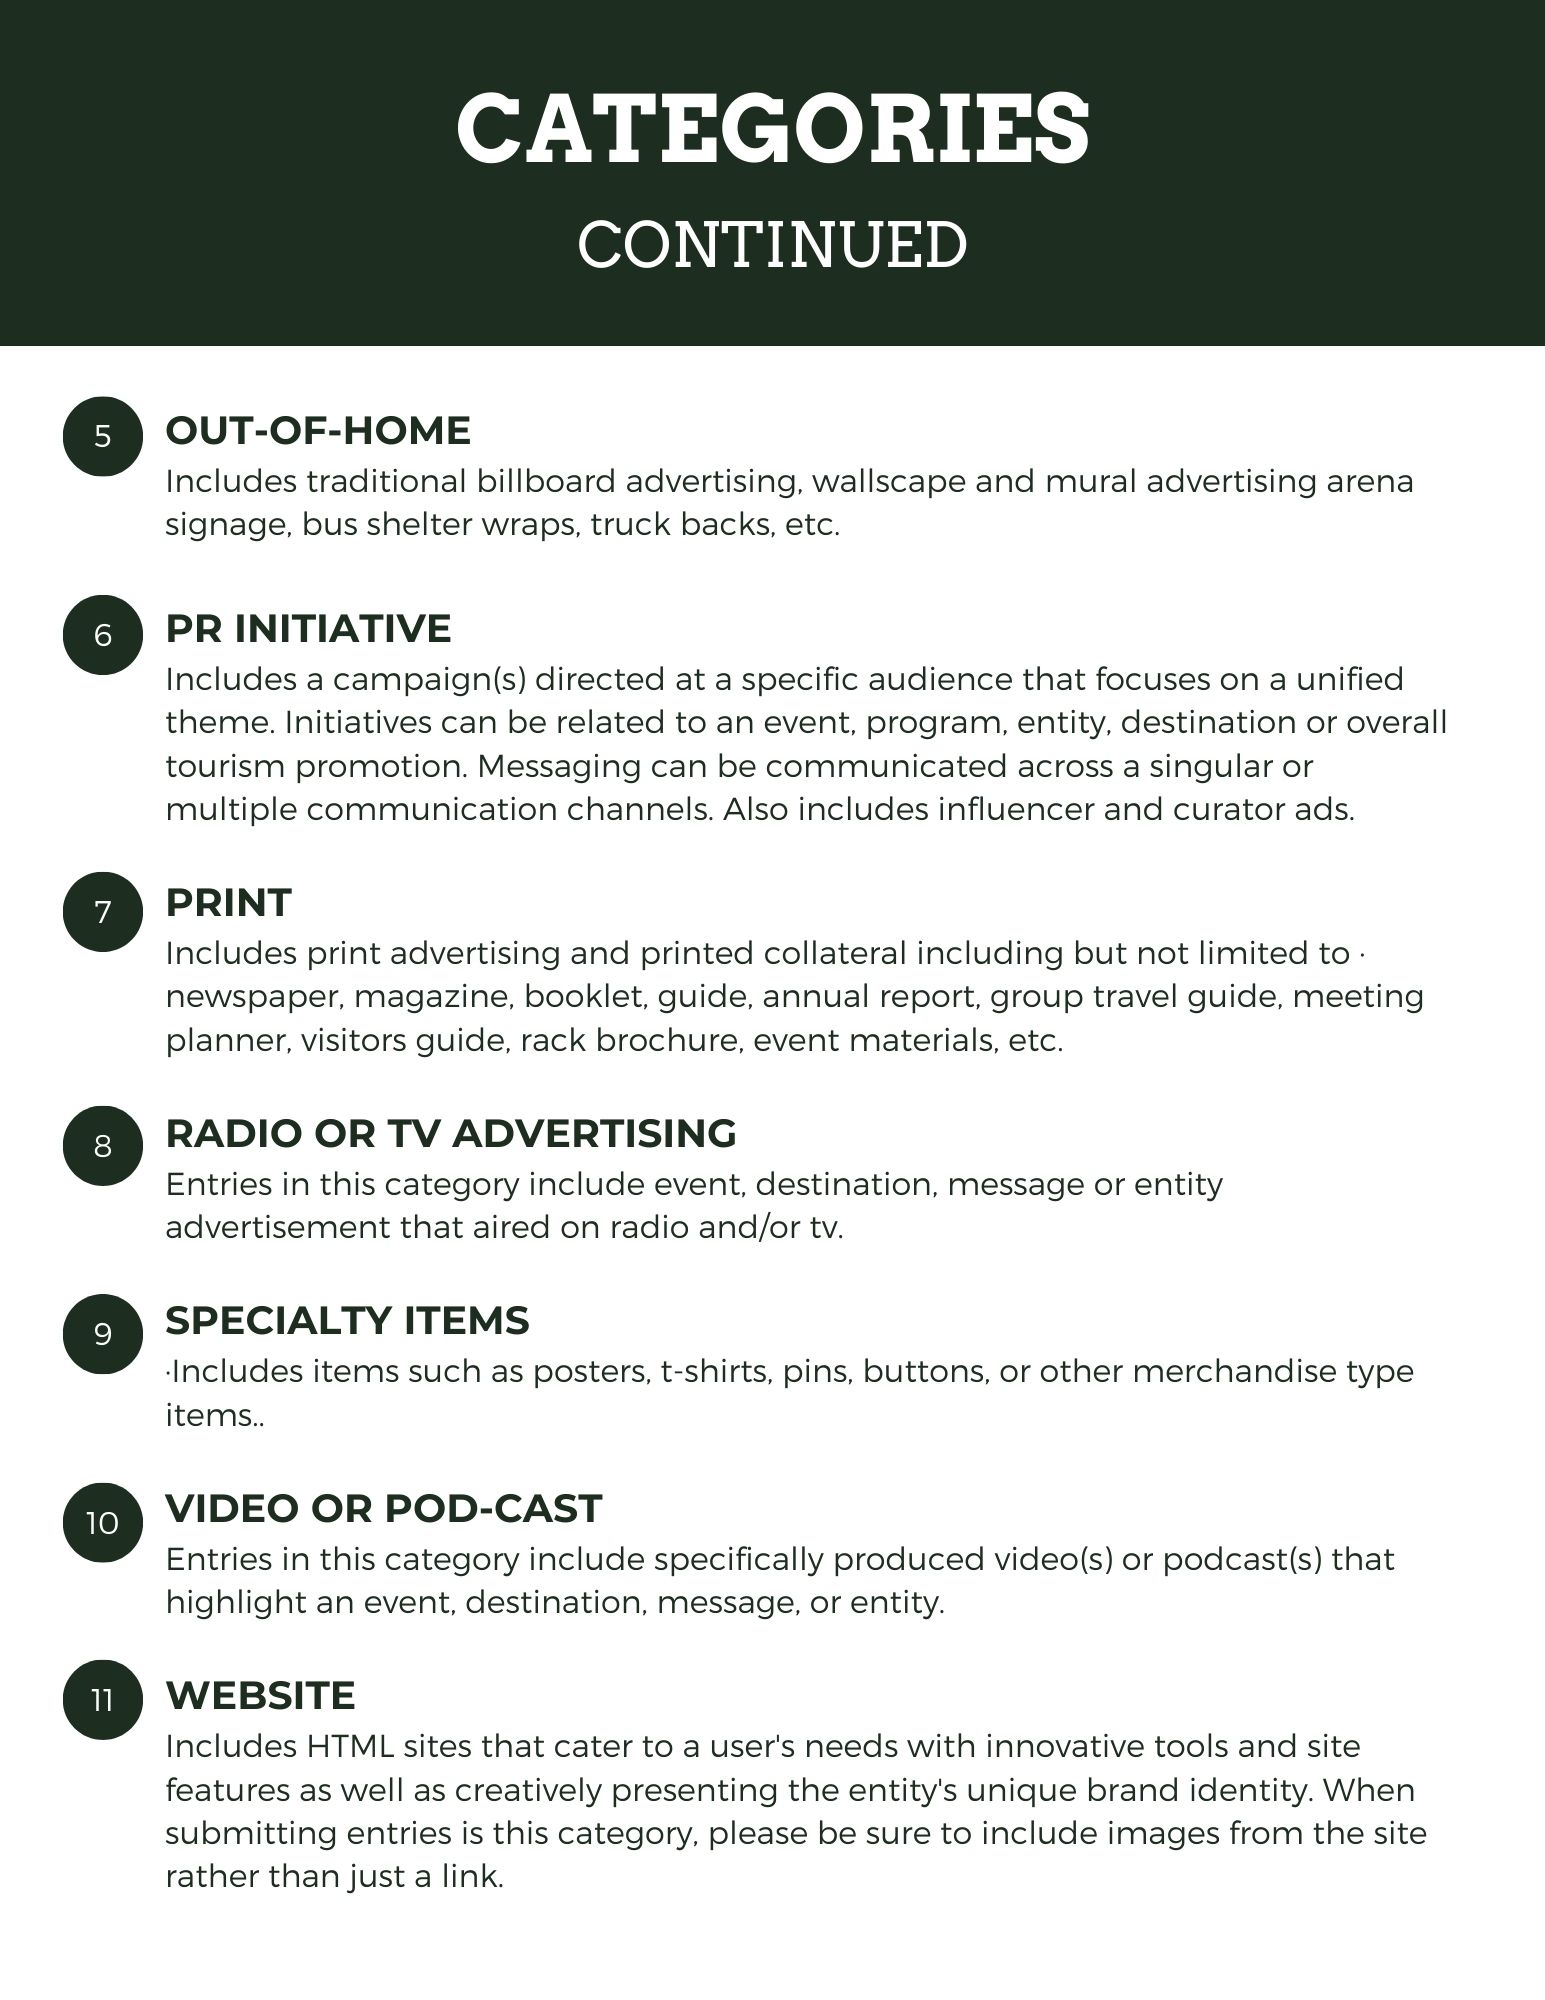 CATEGORIES
CONTINUED
5
OUT-OF-HOME
Includes traditional billboard advertising, wallscape and mural advertising arena
signage, bus shelter wraps, truck backs, etc.
6
PR INITIATIVE
Includes a campaign(s) directed at a specific audience that focuses on a unified
theme. Initiatives can be related to an event, program, entity, destination or overall
tourism promotion. Messaging can be communicated across a singular or
multiple communication channels. Also includes influencer and curator ads.
7
PRINT
Includes print advertising and printed collateral including but not limited to ·
newspaper, magazine, booklet, guide, annual report, group travel guide, meeting
planner, visitors guide, rack brochure, event materials, etc.
8
RADIO OR TV ADVERTISING
Entries in this category include event, destination, message or entity
advertisement that aired on radio and/or tv.
9
SPECIALTY ITEMS
·Includes items such as posters, t-shirts, pins, buttons, or other merchandise type
items..
10
VIDEO OR POD-CAST
Entries in this category include specifically produced video(s) or podcast(s) that
highlight an event, destination, message, or entity.
11
WEBSITE
Includes HTML sites that cater to a user's needs with innovative tools and site
features as well as creatively presenting the entity's unique brand identity. When
submitting entries is this category, please be sure to include images from the site
rather than just a link.